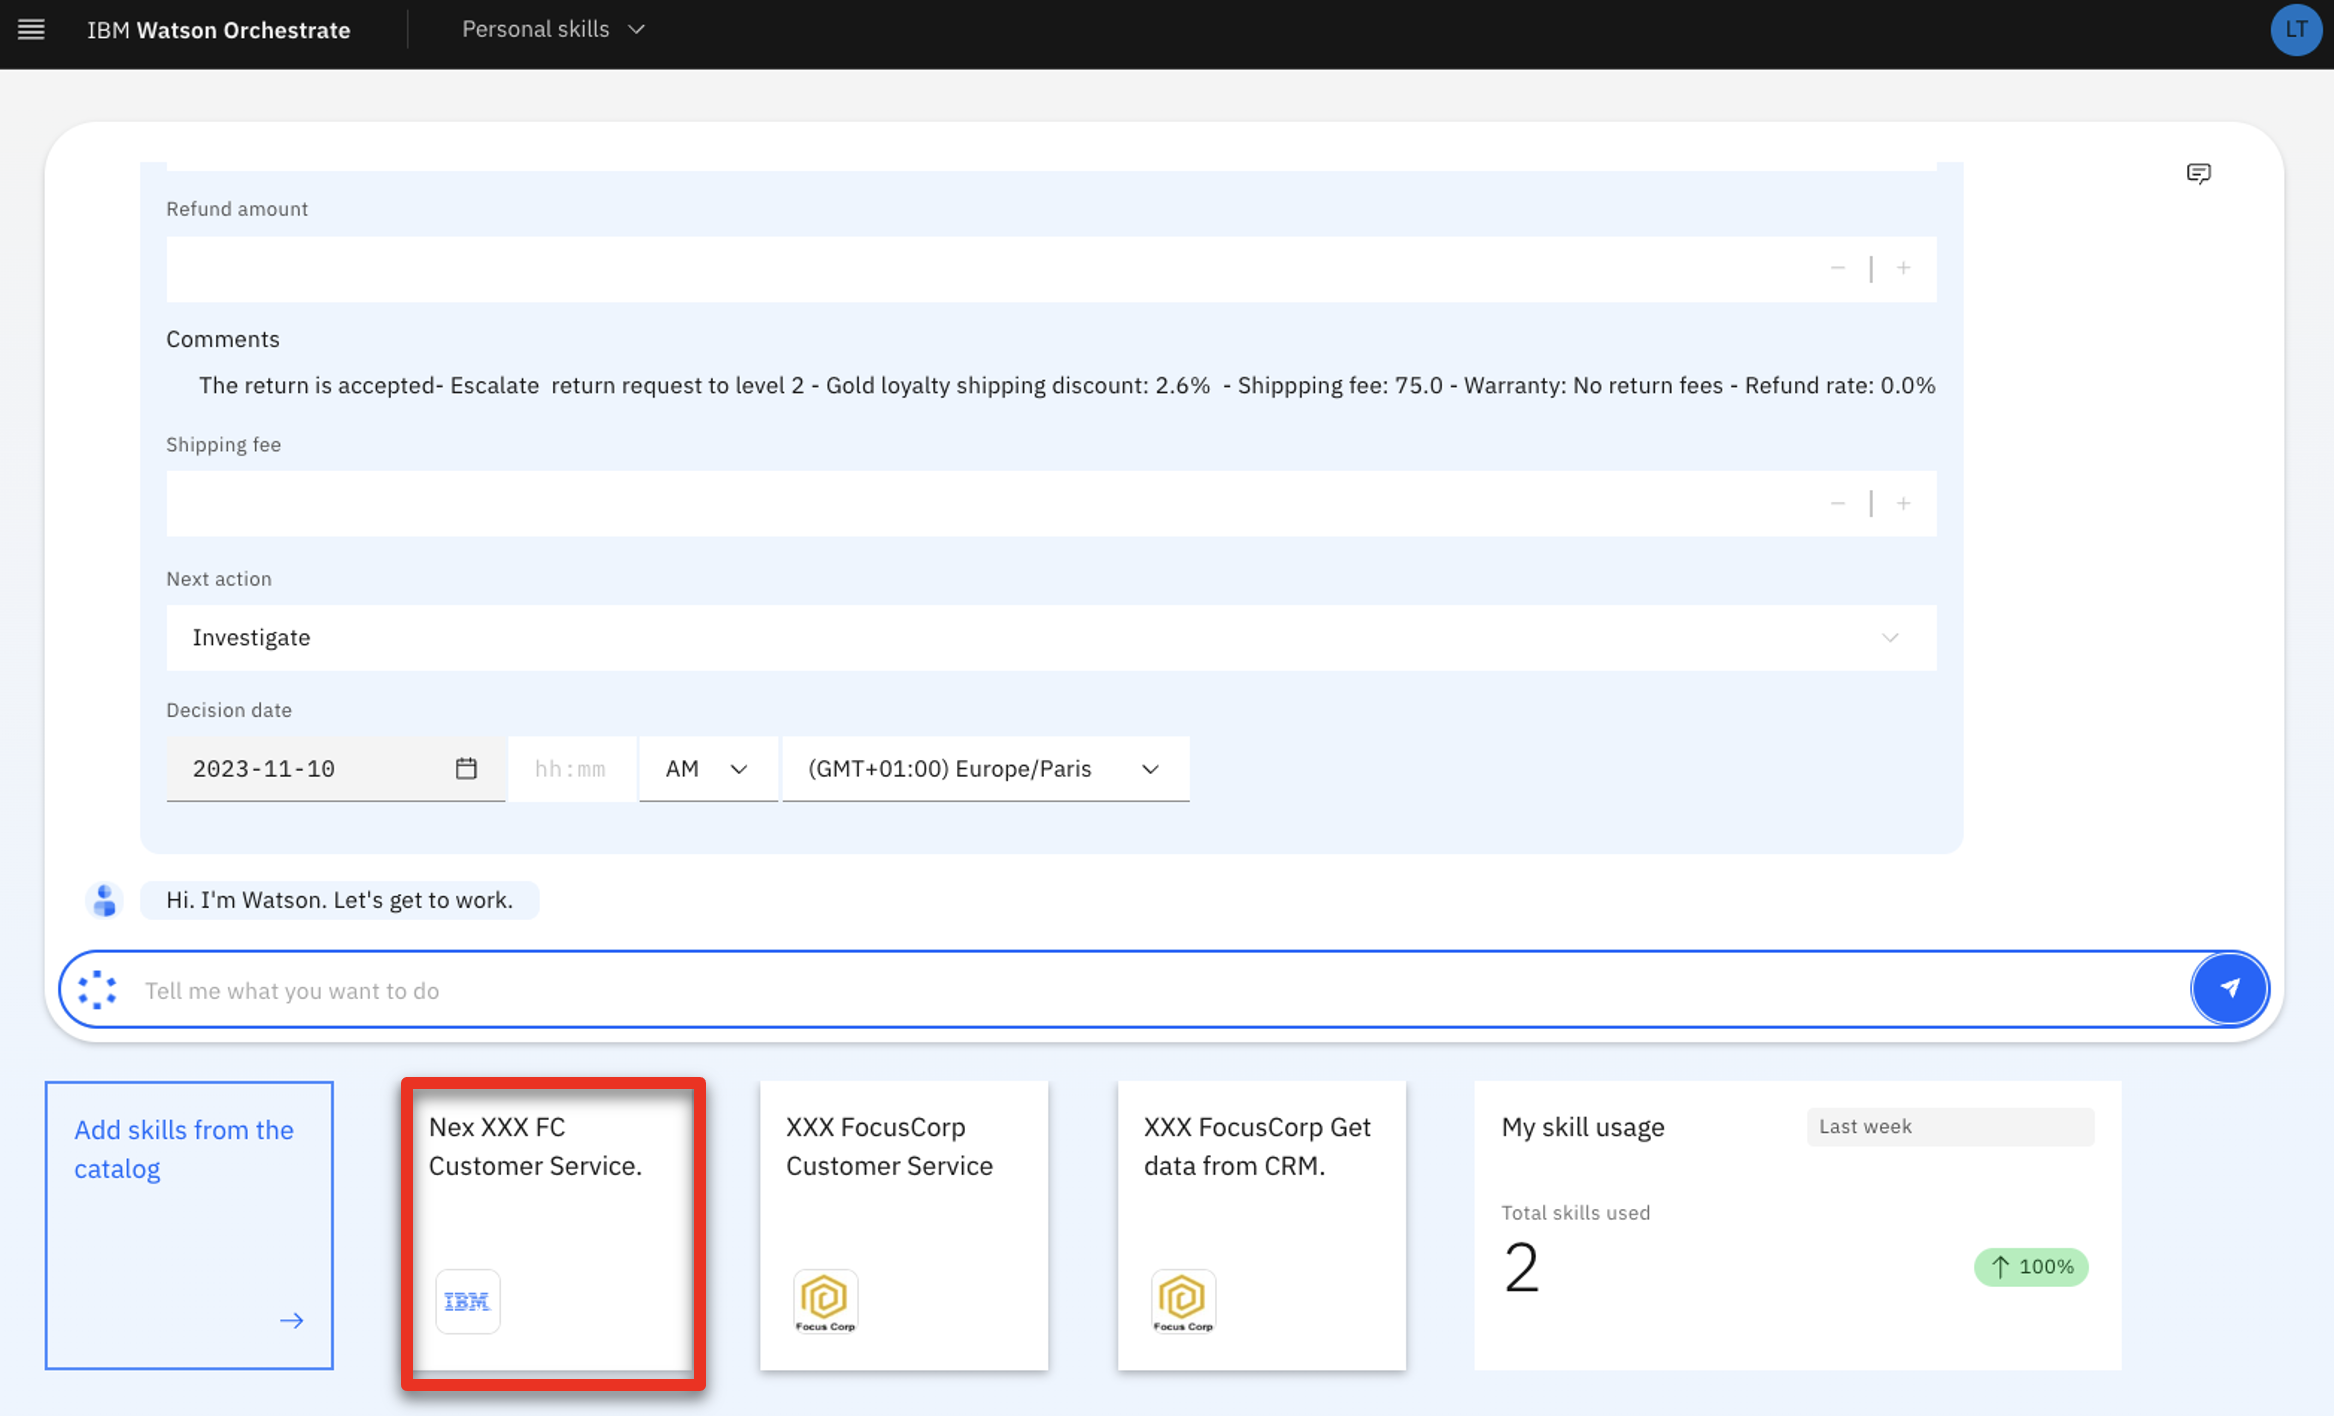 IBM Watson Orchestrate
Personal skills
LT
Refund amount
Comments
The return is accepted- Escalate  return request to level 2 - Gold loyalty shipping discount: 2.6%  - Shippping fee: 75.0 - Warranty: No return fees - Refund rate: 0.0%
Shipping fee
Next action
Investigate
Decision date
2023-11-10 hh:mm AM (GMT+01:00) Europe/Paris
Hi. I'm Watson. Let's get to work.
Tell me what you want to do
Add skills from the
catalog
Nex XXX FC
Customer Service.
IBM
XXX FocusCorp
Customer Service
Focus Corp
XXX FocusCorp Get
data from CRM.
Focus Corp
My skill usage
Last week
Total skills used
2
100%